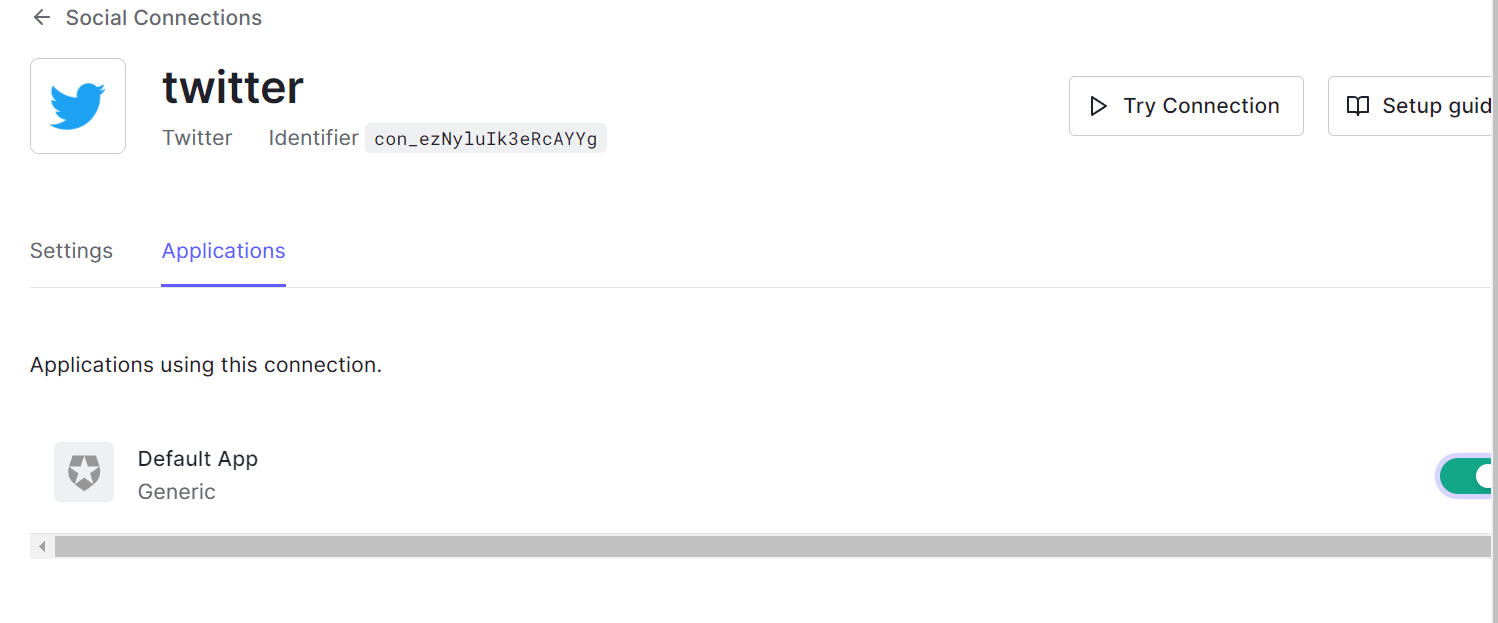 Social Connections
twitter
Try Connection
Setup guid
Twitter Identifier con_ezNyluIk3eRcAYYg
Settings Applications
Applications using this connection.
Default App
Generic